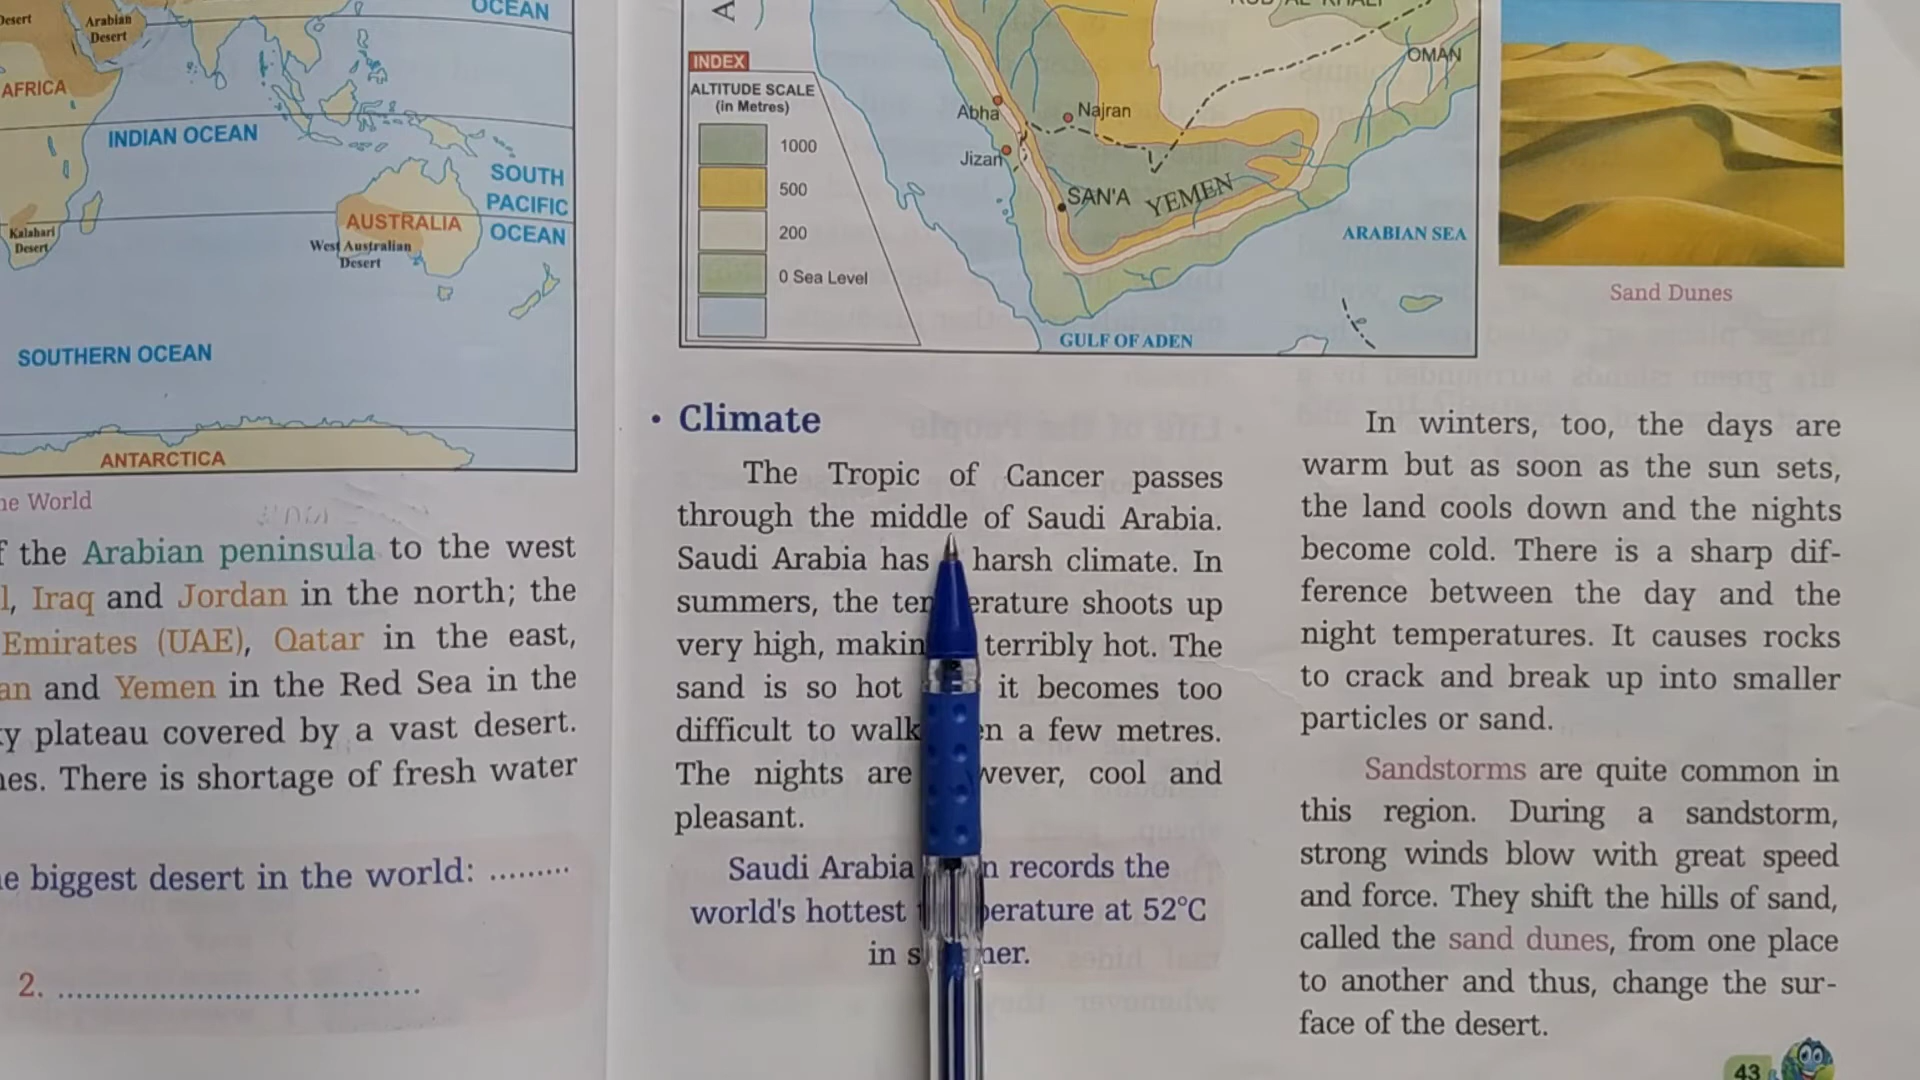 OCEAN
Desert
Arabian
Desert
AFRICA
INDIAN OCEAN
SOUTH
PACIFIC
OCEAN
AUSTRALIA
West Australian
Desert
Kalahari
Desert
SOUTHERN OCEAN
ANTARCTICA
he World
f the Arabian peninsula to the west
l, Iraq and Jordan in the north; the
Emirates (UAE), Qatar in the east,
an and Yemen in the Red Sea in the
ky plateau covered by a vast desert.
nes. There is shortage of fresh water
e biggest desert in the world: .........
2. ........................................
A
INDEX
ALTITUDE SCALE
(in Metres)
1000
500
200
0 Sea Level
OMAN
Abha
Najran
Jizan
SAN'A
YEMEN
ARABIAN SEA
GULF OF ADEN
Sand Dunes
• Climate
The Tropic of Cancer passes
through the middle of Saudi Arabia.
Saudi Arabia has harsh climate. In
summers, the temperature shoots up
very high, making terribly hot. The
sand is so hot it becomes too
difficult to walk a few metres.
The nights are however, cool and
pleasant.
Saudi Arabia records the
world's hottest temperature at 52°C
in summer.
In winters, too, the days are
warm but as soon as the sun sets,
the land cools down and the nights
become cold. There is a sharp dif-
ference between the day and the
night temperatures. It causes rocks
to crack and break up into smaller
particles or sand.
Sandstorms are quite common in
this region. During a sandstorm,
strong winds blow with great speed
and force. They shift the hills of sand,
called the sand dunes, from one place
to another and thus, change the sur-
face of the desert.
43